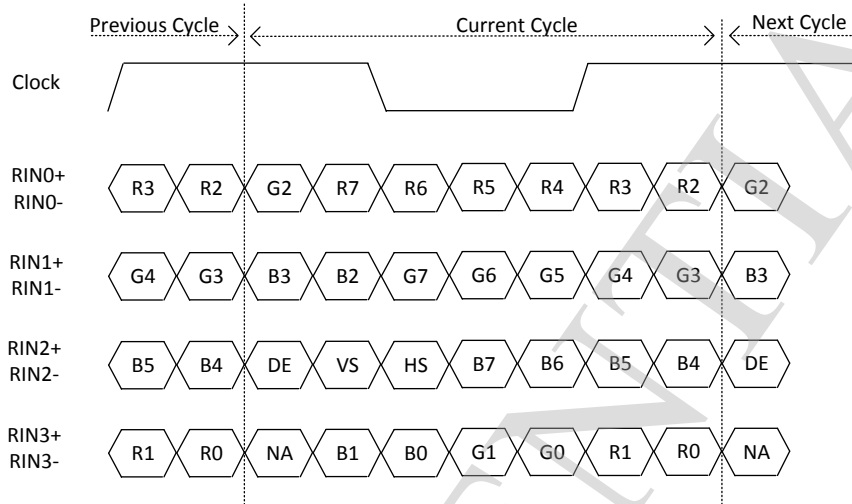 Previous Cycle Current Cycle Next Cycle
Clock
RIN0+
RIN0-
R3 R2 G2 R7 R6 R5 R4 R3 R2 G2
RIN1+
RIN1-
G4 G3 B3 B2 G7 G6 G5 G4 G3 B3
RIN2+
RIN2-
B5 B4 DE VS HS B7 B6 B5 B4 DE
RIN3+
RIN3-
R1 R0 NA B1 B0 G1 G0 R1 R0 NA
ENTIA